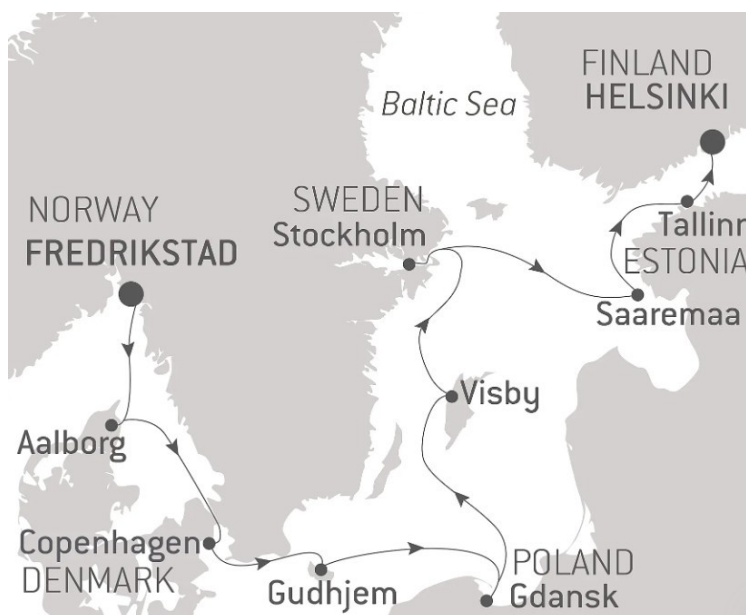 FINLAND
HELSINKI
Baltic Sea
NORWAY
FREDRIKSTAD
SWEDEN
Stockholm
Tallinn
ESTONIA
Saaremaa
Visby
Aalborg
Copenhagen
DENMARK
Gudhjem
POLAND
Gdansk